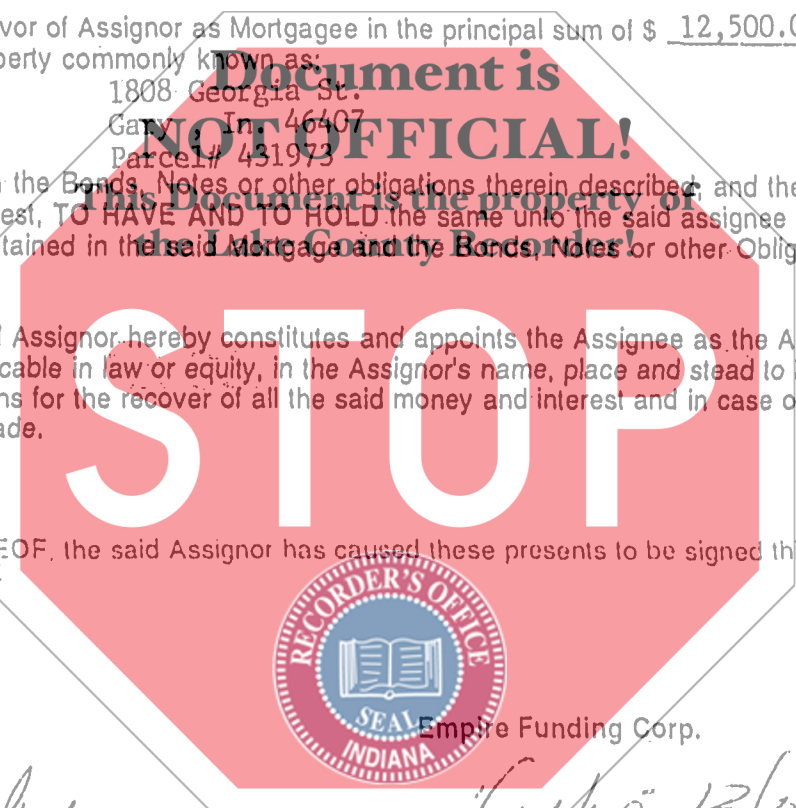 vor of Assignor as Mortgagee in the principal sum of $ 12,500.0
perty commonly known as:
Document is
1808 Georgia St.
Gary , In. 46407
NOT OFFICIAL!
Parcel# 431973
the Bonds, Notes or other obligations therein described, and the
This Document is the property of
est, TO HAVE AND TO HOLD the same unto the said assignee
the Lake County Recorder!
tained in the said Mortgage and the Bonds, Notes or other Oblig
Assignor hereby constitutes and appoints the Assignee as the A
cable in law or equity, in the Assignor's name, place and stead to
ns for the recover of all the said money and interest and in case o
ade.
STOP
EOF, the said Assignor has caused these presents to be signed th
RECORDER'S OFFICE
SEAL
INDIANA
Empire Funding Corp.